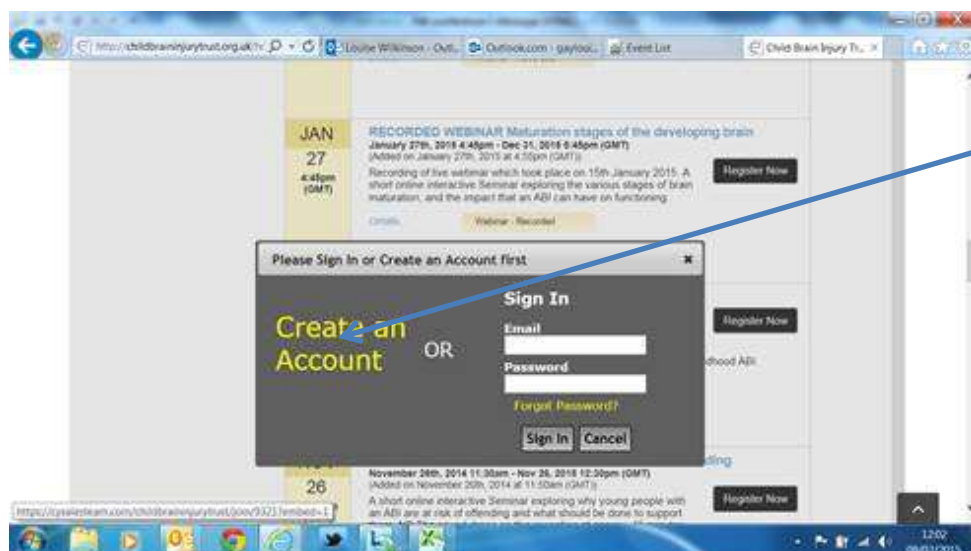 childbraininjurytrust.org.uk
Louise Wilkinson - Outl...
Outlook.com - gaytool...
Event List
Child Brain Injury Tr...
JAN
27
4:45pm
(GMT)
RECORDED WEBINAR Maturation stages of the developing brain
January 27th, 2015 4:45pm - Dec 31, 2015 5:45pm (GMT)
(Added on January 27th, 2015 at 4:55pm (GMT))
Recording of live webinar which took place on 15th January 2015. A
short online interactive Seminar exploring the various stages of brain
maturation, and the impact that an ABI can have on functioning.
Details
Webinar - Recorded
Register Now
Please Sign In or Create an Account first
Create an
Account
OR
Sign In
Email
Password
Forgot Password?
Sign In
Cancel
Register Now
dhood ABI
ding
26
November 26th, 2014 11:30am - Nov 26, 2015 12:30pm (GMT)
(Added on November 26th, 2014 at 11:50am (GMT))
A short online interactive Seminar exploring why young people with
an ABI are at risk of offending and what should be done to support
Register Now
12:02